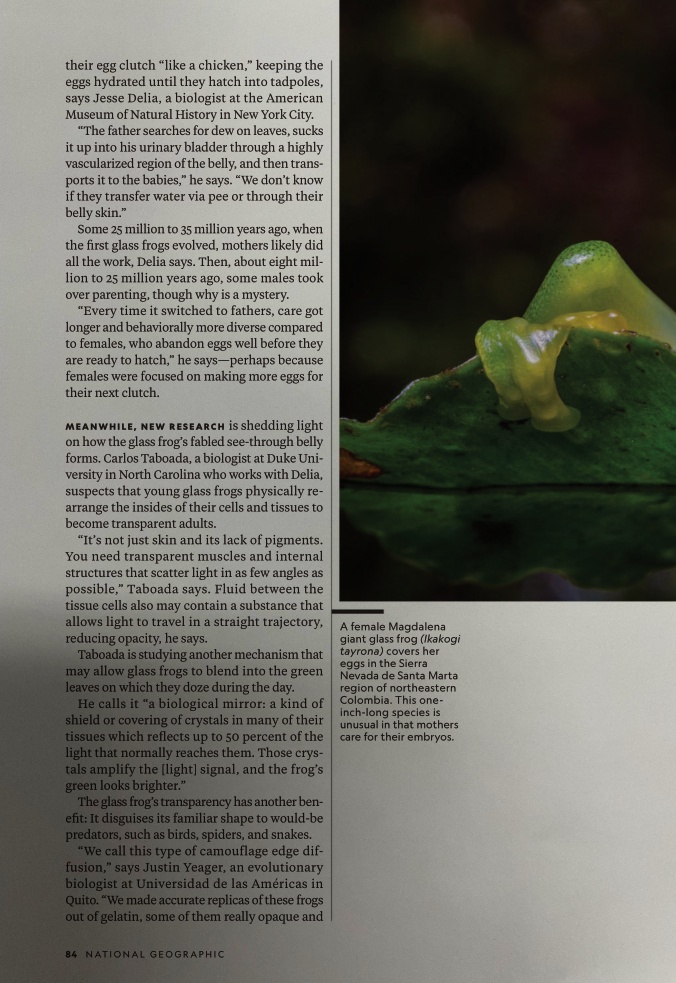 their egg clutch “like a chicken,” keeping the
eggs hydrated until they hatch into tadpoles,
says Jesse Delia, a biologist at the American
Museum of Natural History in New York City.
“The father searches for dew on leaves, sucks
it up into his urinary bladder through a highly
vascularized region of the belly, and then trans-
ports it to the babies,” he says. “We don’t know
if they transfer water via pee or through their
belly skin.”
Some 25 million to 35 million years ago, when
the first glass frogs evolved, mothers likely did
all the work, Delia says. Then, about eight mil-
lion to 25 million years ago, some males took
over parenting, though why is a mystery.
“Every time it switched to fathers, care got
longer and behaviorally more diverse compared
to females, who abandon eggs well before they
are ready to hatch,” he says—perhaps because
females were focused on making more eggs for
their next clutch.
MEANWHILE, NEW RESEARCH is shedding light
on how the glass frog’s fabled see-through belly
forms. Carlos Taboada, a biologist at Duke Uni-
versity in North Carolina who works with Delia,
suspects that young glass frogs physically re-
arrange the insides of their cells and tissues to
become transparent adults.
“It’s not just skin and its lack of pigments.
You need transparent muscles and internal
structures that scatter light in as few angles as
possible,” Taboada says. Fluid between the
tissue cells also may contain a substance that
allows light to travel in a straight trajectory,
reducing opacity, he says.
Taboada is studying another mechanism that
may allow glass frogs to blend into the green
leaves on which they doze during the day.
He calls it “a biological mirror: a kind of
shield or covering of crystals in many of their
tissues which reflects up to 50 percent of the
light that normally reaches them. Those crys-
tals amplify the [light] signal, and the frog’s
green looks brighter.”
The glass frog’s transparency has another ben-
efit: It disguises its familiar shape to would-be
predators, such as birds, spiders, and snakes.
“We call this type of camouflage edge dif-
fusion,” says Justin Yeager, an evolutionary
biologist at Universidad de las Américas in
Quito. “We made accurate replicas of these frogs
out of gelatin, some of them really opaque and
A female Magdalena
giant glass frog (Ikakogi
tayrona) covers her
eggs in the Sierra
Nevada de Santa Marta
region of northeastern
Colombia. This one-
inch-long species is
unusual in that mothers
care for their embryos.
84 NATIONAL GEOGRAPHIC